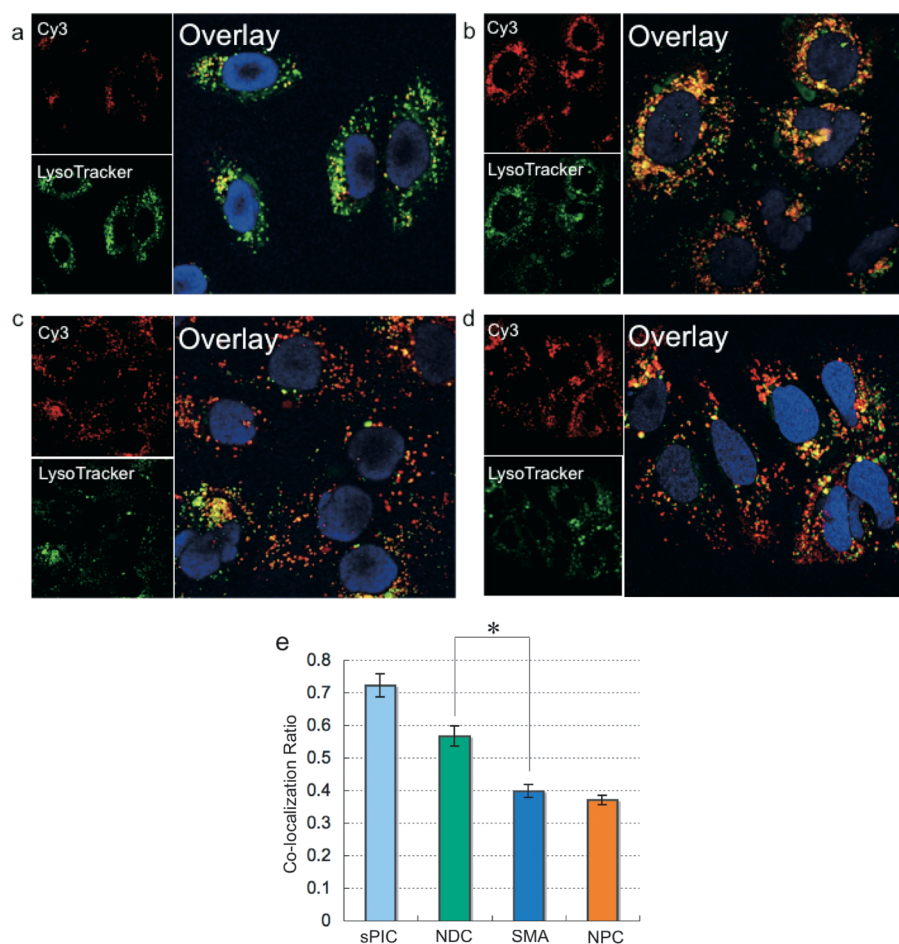 a
Cy3
Overlay
LysoTracker
b
Cy3
Overlay
LysoTracker
c
Cy3
Overlay
LysoTracker
d
Cy3
Overlay
LysoTracker
e
*
0.8
0.7
0.6
0.5
0.4
0.3
0.2
0.1
0
Co-localization Ratio
sPIC NDC SMA NPC